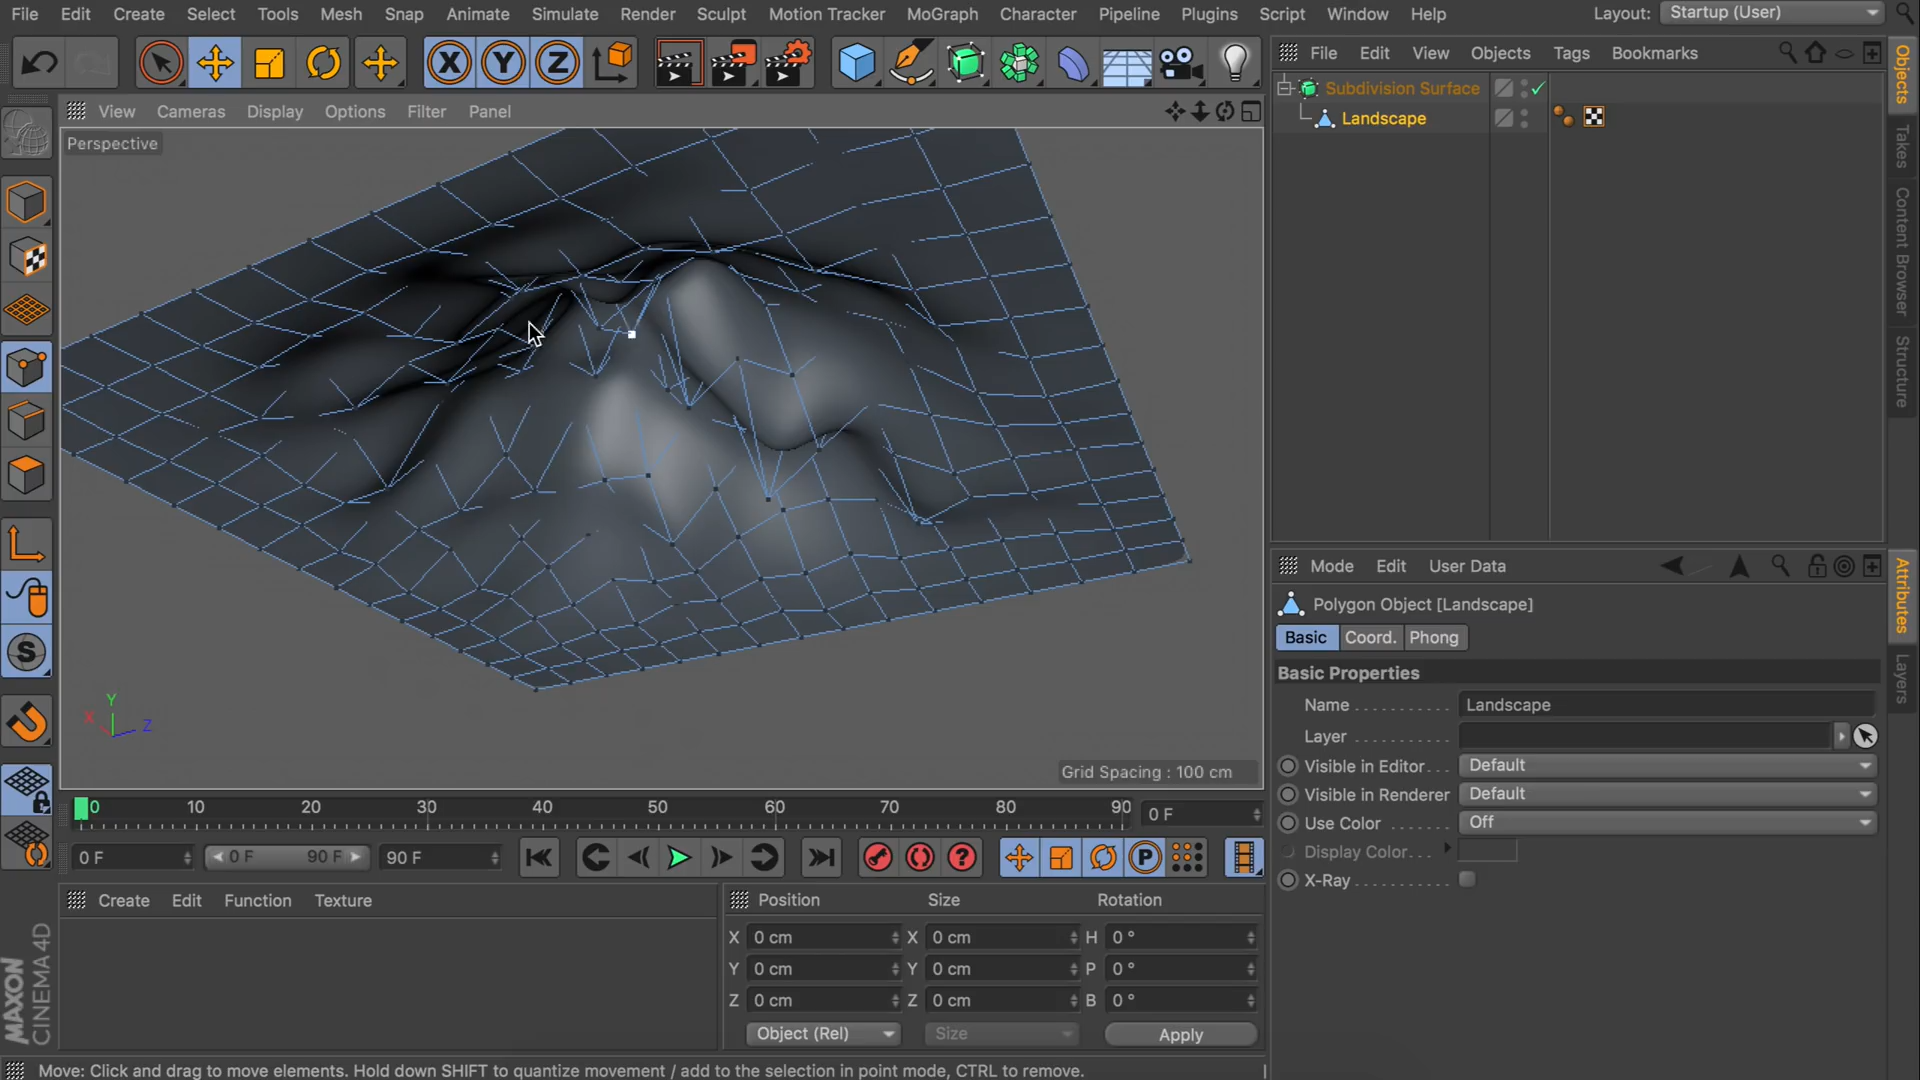 File Edit Create Select Tools Mesh Snap Animate Simulate Render Sculpt Motion Tracker MoGraph Character Pipeline Plugins Script Window Help Layout: Startup (User)
X Y Z
File Edit View Objects Tags Bookmarks
Objects
Takes
Content Browser
Structure
Subdivision Surface
Landscape
View Cameras Display Options Filter Panel
Perspective
S
Y
X
Z
Grid Spacing : 100 cm
Mode Edit User Data
Attributes
Layers
Polygon Object [Landscape]
Basic Coord. Phong
Basic Properties
Name Landscape
Layer
Visible in Editor Default
Visible in Renderer Default
Use Color Off
Display Color
X-Ray
0 10 20 30 40 50 60 70 80 90 0 F
0 F 0 F 90 F 90 F ? P
Create Edit Function Texture
Position Size Rotation
X 0 cm X 0 cm H 0 °
Y 0 cm Y 0 cm P 0 °
Z 0 cm Z 0 cm B 0 °
Object (Rel) Size Apply
MAXON
CINEMA 4D
Move: Click and drag to move elements. Hold down SHIFT to quantize movement / add to the selection in point mode, CTRL to remove.